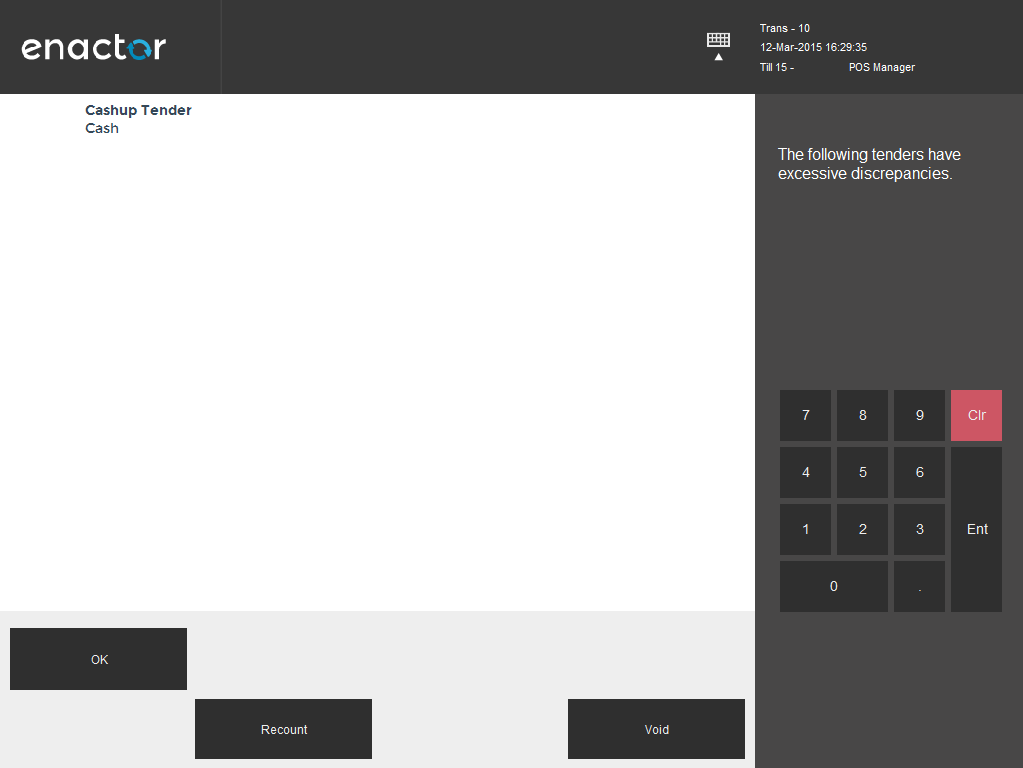 enactor
Trans - 10
12-Mar-2015 16:29:35
Till 15 - POS Manager
Cashup Tender
Cash
The following tenders have
excessive discrepancies.
7 8 9 Clr
4 5 6
1 2 3 Ent
0 .
OK
Recount Void